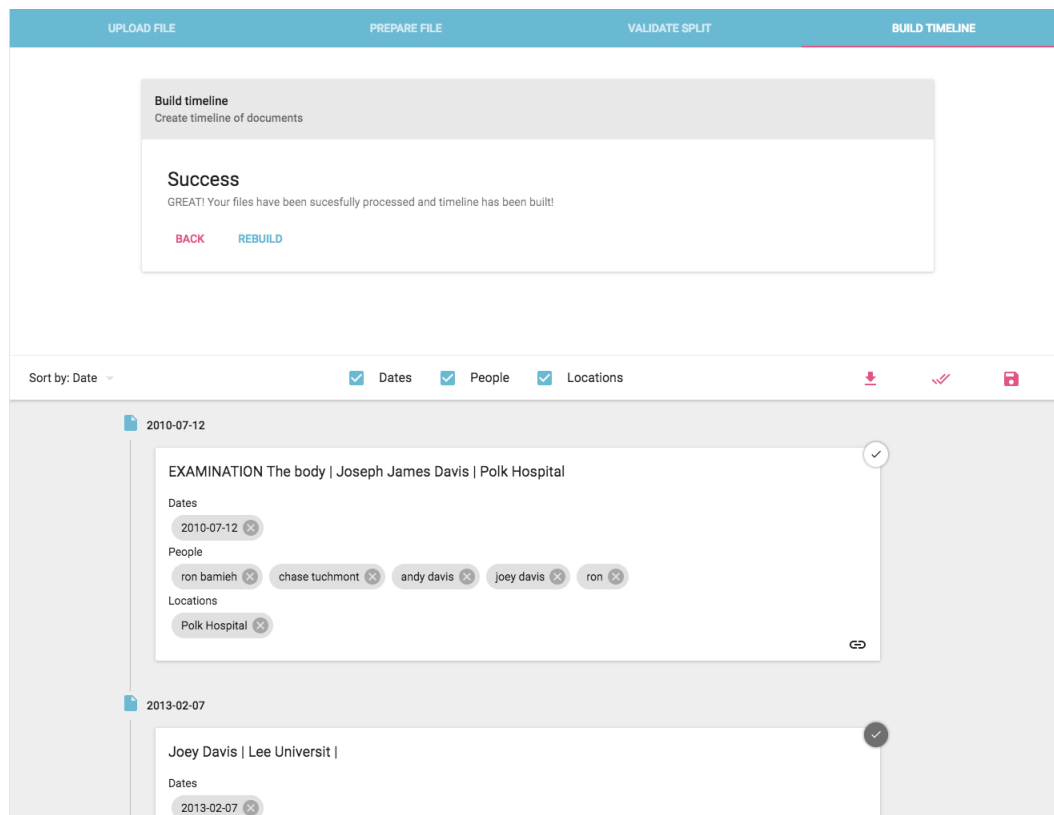 UPLOAD FILE PREPARE FILE VALIDATE SPLIT BUILD TIMELINE
Build timeline
Create timeline of documents
Success
GREAT! Your files have been sucesfully processed and timeline has been built!
BACK REBUILD
Sort by: Date Dates People Locations
2010-07-12
EXAMINATION The body | Joseph James Davis | Polk Hospital
Dates
2010-07-12
People
ron bamieh chase tuchmont andy davis joey davis ron
Locations
Polk Hospital
2013-02-07
Joey Davis | Lee Universit |
Dates
2013-02-07